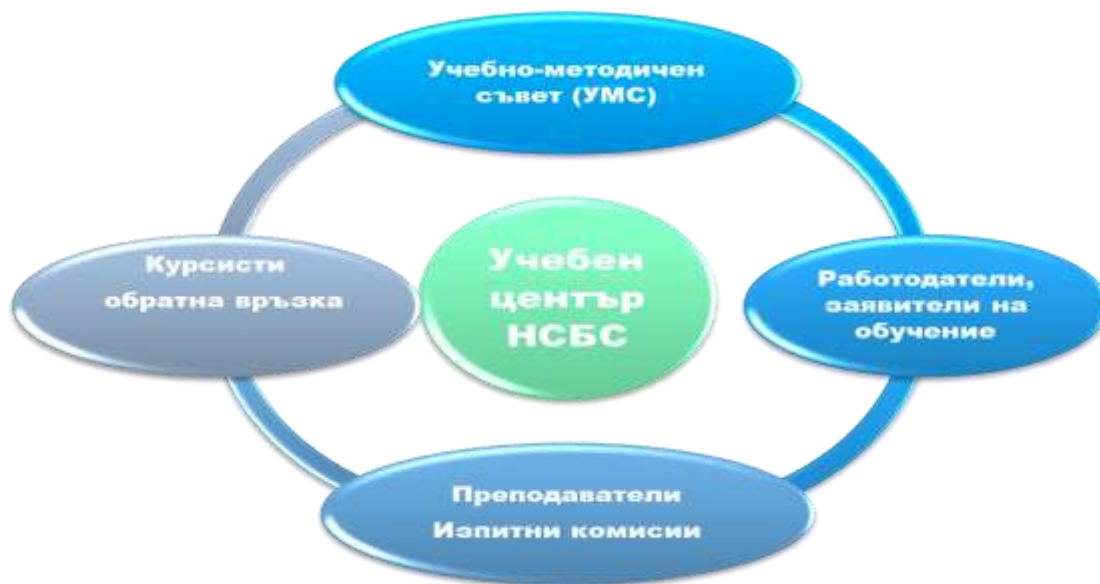 Учебно-методичен
съвет (УМС)
Курсисти
обратна връзка
Учебен
център
НСБС
Работодатели,
заявители на
обучение
Преподаватели
Изпитни комисии